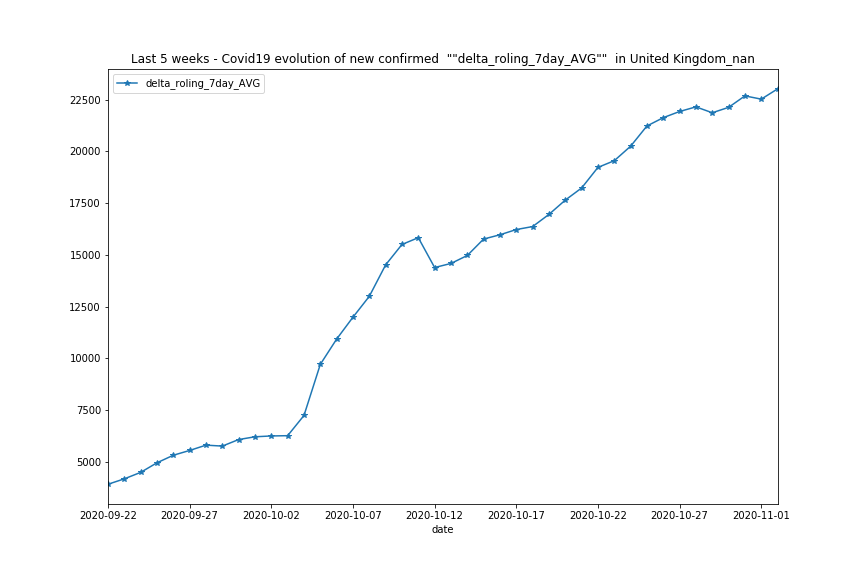 Last 5 weeks - Covid19 evolution of new confirmed  ""delta_roling_7day_AVG""  in United Kingdom_nan
delta_roling_7day_AVG
22500
20000
17500
15000
12500
10000
7500
5000
2020-09-22 2020-09-27 2020-10-02 2020-10-07 2020-10-12 2020-10-17 2020-10-22 2020-10-27 2020-11-01
date